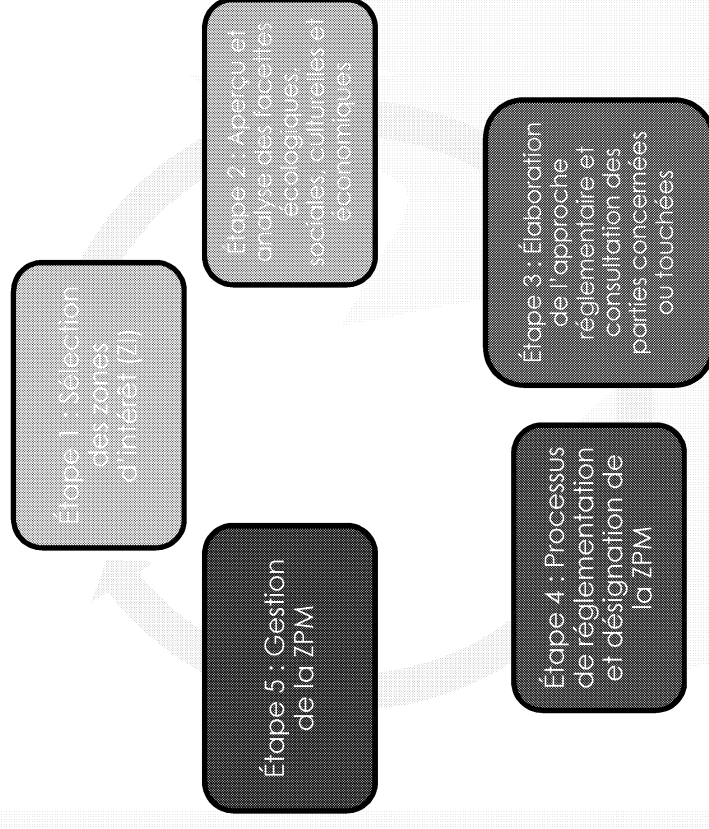 Étape 1 : Sélection
des zones
d'intérêt (ZI)
Étape 2 : Aperçu et
analyse des facettes
écologiques,
sociales, culturelles et
économiques
Étape 3 : Élaboration
de l'approche
réglementaire et
consultation des
parties concernées
ou touchées
Étape 4 : Processus
de réglementation
et désignation de
la ZPM
Étape 5 : Gestion
de la ZPM